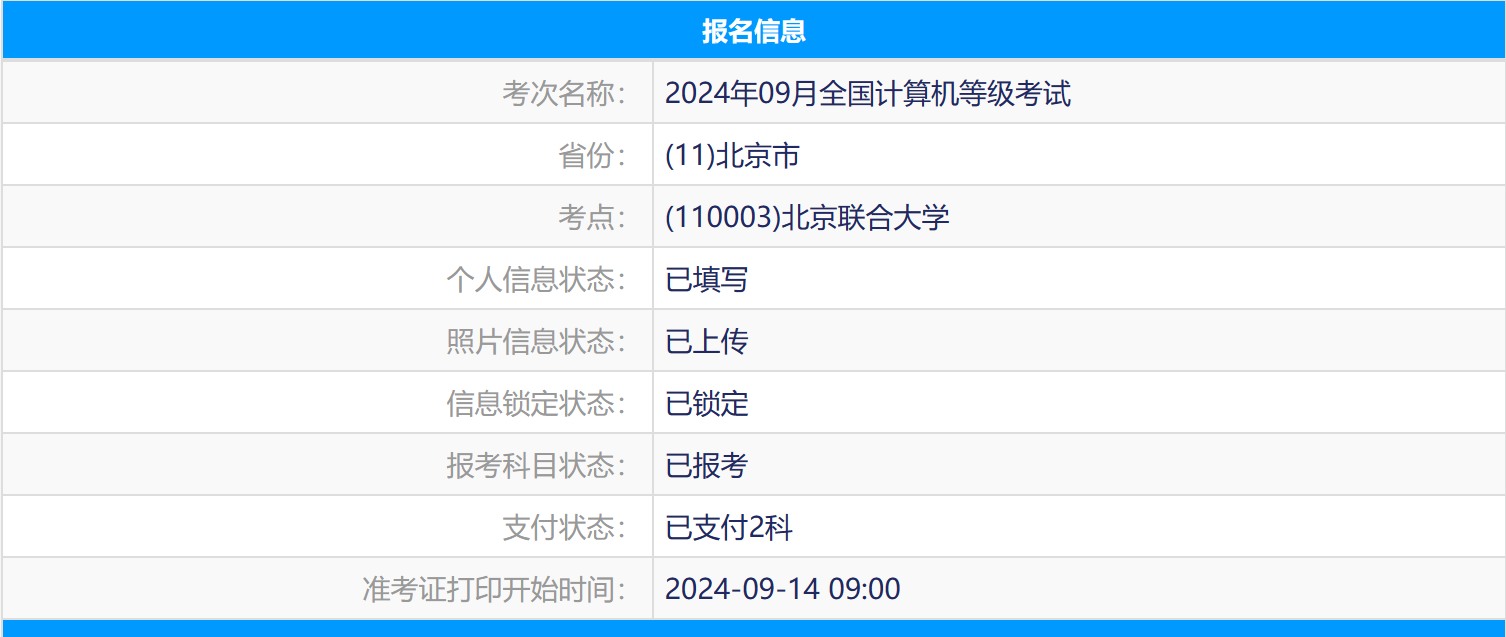 报名信息
考次名称： 2024年09月全国计算机等级考试
省份： (11)北京市
考点： (110003)北京联合大学
个人信息状态： 已填写
照片信息状态： 已上传
信息锁定状态： 已锁定
报考科目状态： 已报考
支付状态： 已支付2科
准考证打印开始时间： 2024-09-14 09:00